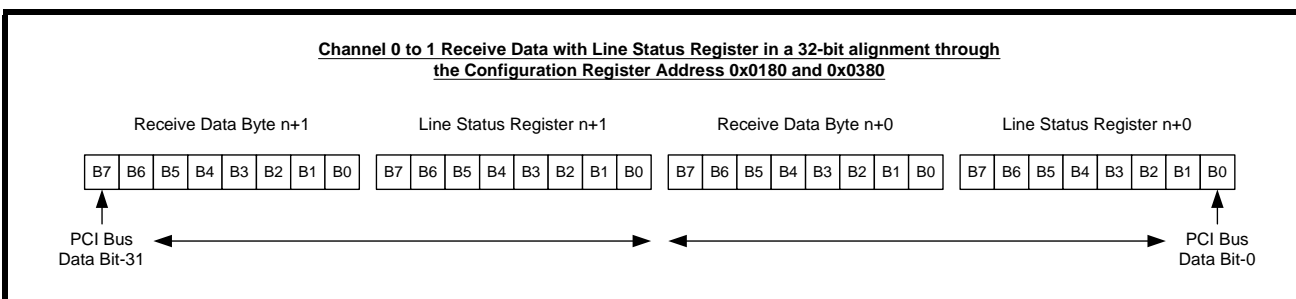 Channel 0 to 1 Receive Data with Line Status Register in a 32-bit alignment through
the Configuration Register Address 0x0180 and 0x0380
Receive Data Byte n+1 Line Status Register n+1 Receive Data Byte n+0 Line Status Register n+0
B7 B6 B5 B4 B3 B2 B1 B0 B7 B6 B5 B4 B3 B2 B1 B0 B7 B6 B5 B4 B3 B2 B1 B0 B7 B6 B5 B4 B3 B2 B1 B0
PCI Bus PCI Bus
Data Bit-31 Data Bit-0